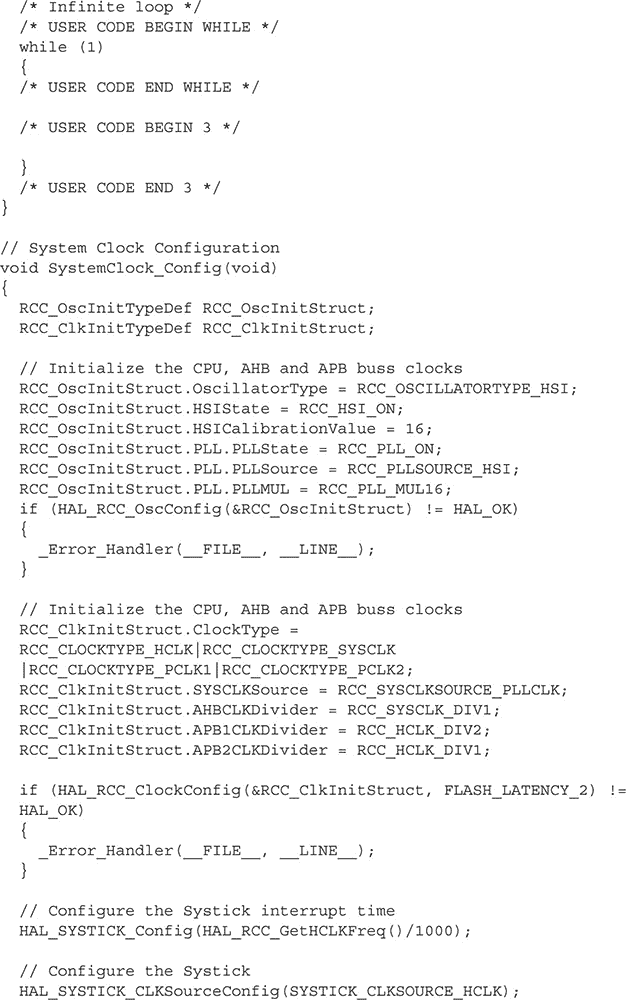 /* Infinite loop */
/* USER CODE BEGIN WHILE */
while (1)
{
/* USER CODE END WHILE */
/* USER CODE BEGIN 3 */
}
/* USER CODE END 3 */
}
// System Clock Configuration
void SystemClock_Config(void)
{
RCC_OscInitTypeDef RCC_OscInitStruct;
RCC_ClkInitTypeDef RCC_ClkInitStruct;
// Initialize the CPU, AHB and APB buss clocks
RCC_OscInitStruct.OscillatorType = RCC_OSCILLATORTYPE_HSI;
RCC_OscInitStruct.HSIState = RCC_HSI_ON;
RCC_OscInitStruct.HSICalibrationValue = 16;
RCC_OscInitStruct.PLL.PLLState = RCC_PLL_ON;
RCC_OscInitStruct.PLL.PLLSource = RCC_PLLSOURCE_HSI;
RCC_OscInitStruct.PLL.PLLMUL = RCC_PLL_MUL16;
if (HAL_RCC_OscConfig(&RCC_OscInitStruct) != HAL_OK)
{
_Error_Handler(__FILE__, __LINE__);
}
// Initialize the CPU, AHB and APB buss clocks
RCC_ClkInitStruct.ClockType =
RCC_CLOCKTYPE_HCLK|RCC_CLOCKTYPE_SYSCLK
|RCC_CLOCKTYPE_PCLK1|RCC_CLOCKTYPE_PCLK2;
RCC_ClkInitStruct.SYSCLKSource = RCC_SYSCLKSOURCE_PLLCLK;
RCC_ClkInitStruct.AHBCLKDivider = RCC_SYSCLK_DIV1;
RCC_ClkInitStruct.APB1CLKDivider = RCC_HCLK_DIV2;
RCC_ClkInitStruct.APB2CLKDivider = RCC_HCLK_DIV1;
if (HAL_RCC_ClockConfig(&RCC_ClkInitStruct, FLASH_LATENCY_2) !=
HAL_OK)
{
_Error_Handler(__FILE__, __LINE__);
}
// Configure the Systick interrupt time
HAL_SYSTICK_Config(HAL_RCC_GetHCLKFreq()/1000);
// Configure the Systick
HAL_SYSTICK_CLKSourceConfig(SYSTICK_CLKSOURCE_HCLK);